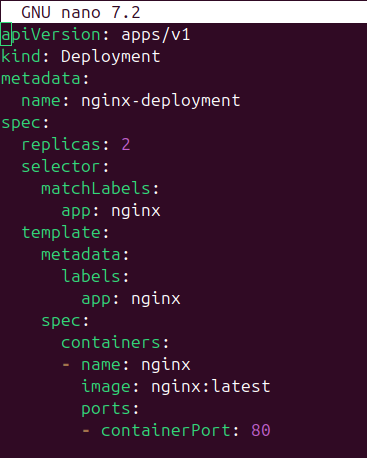 GNU nano 7.2
apiVersion: apps/v1
kind: Deployment
metadata:
  name: nginx-deployment
spec:
  replicas: 2
  selector:
    matchLabels:
      app: nginx
  template:
    metadata:
      labels:
        app: nginx
    spec:
      containers:
      - name: nginx
        image: nginx:latest
        ports:
        - containerPort: 80